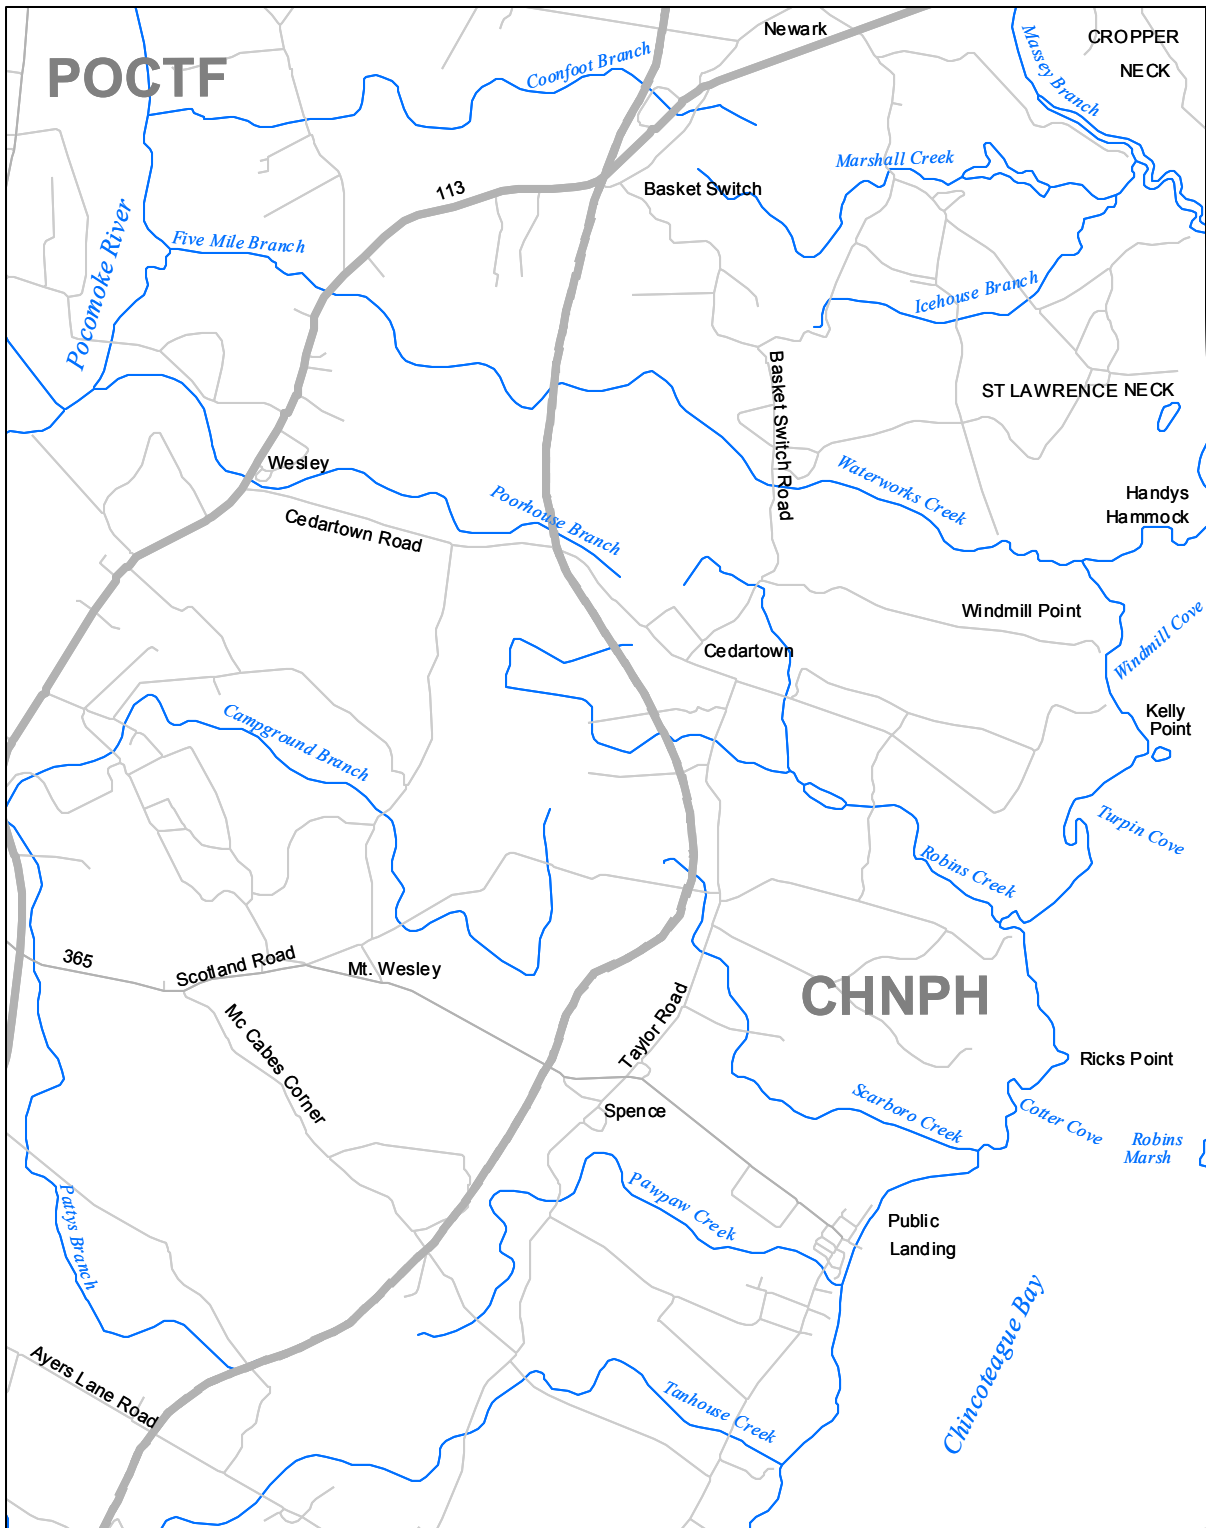 Newark
CROPPER
NECK
Massey Branch
POCTF
Coonfoot Branch
Marshall Creek
113
Basket Switch
Pocomoke River
Five Mile Branch
Icehouse Branch
Basket Switch Road
ST LAWRENCE NECK
Wesley
Waterworks Creek
Handys
Hammock
Poorhouse Branch
Cedartown Road
Windmill Point
Windmill Cove
Cedartown
Kelly
Point
Campground Branch
Turpin Cove
Robins Creek
365
Scotland Road
Mt. Wesley
CHNPH
Mc Cabes Corner
Taylor Road
Ricks Point
Spence
Scarboro Creek
Cotter Cove
Robins
Marsh
Pattys Branch
Pawpaw Creek
Public
Landing
Chincoteague Bay
Ayers Lane Road
Tanhouse Creek